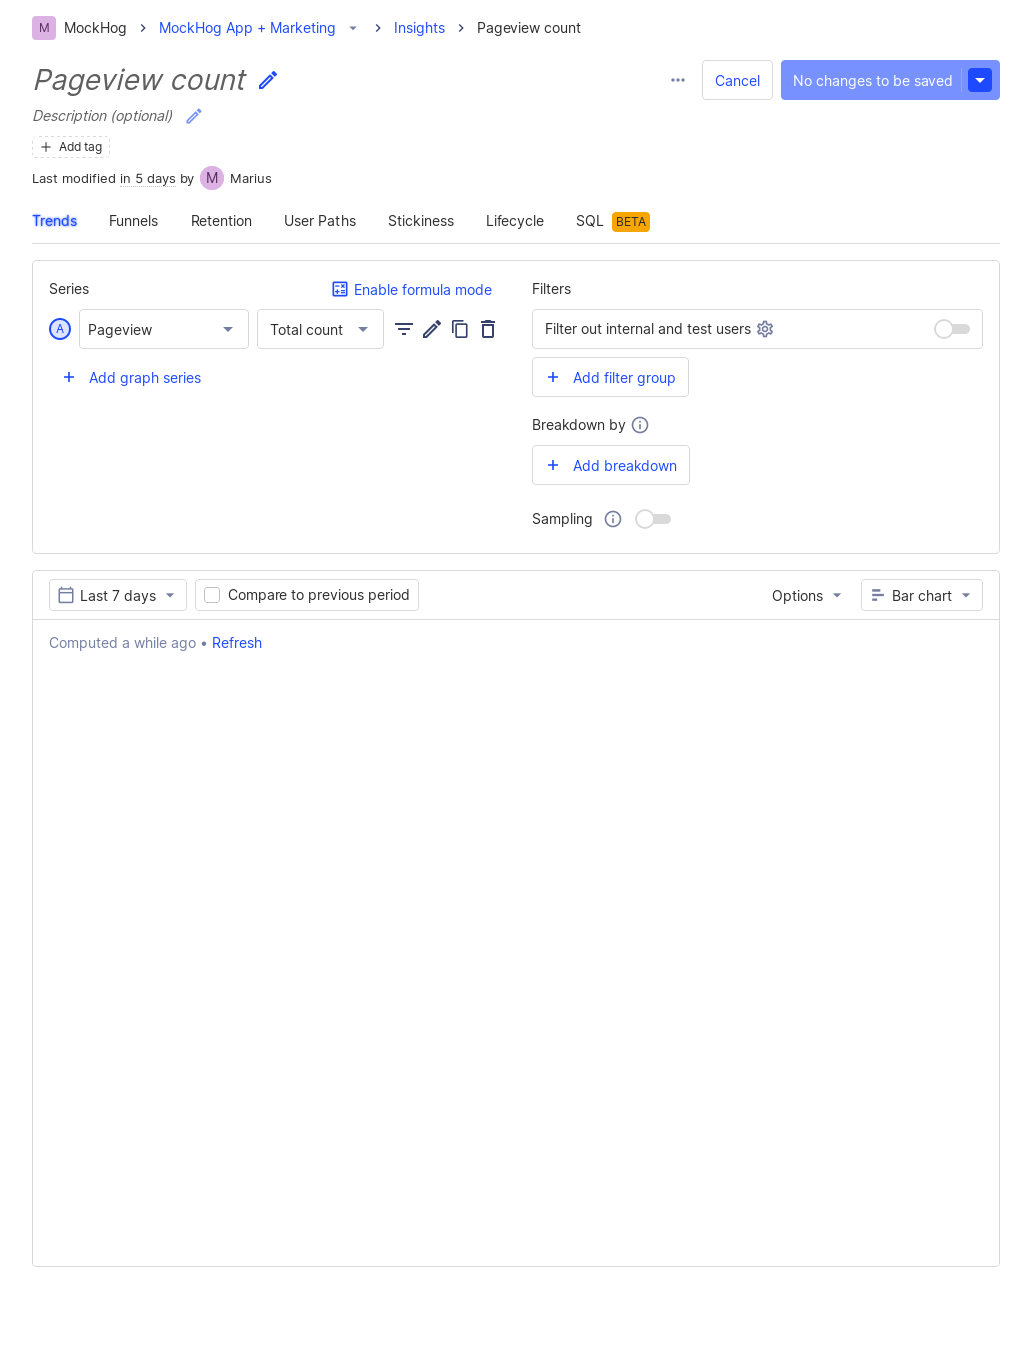 M MockHog MockHog App + Marketing Insights Pageview count
Pageview count
Cancel No changes to be saved
Description (optional)
Add tag
Last modified in 5 days by M Marius
Trends Funnels Retention User Paths Stickiness Lifecycle SQL BETA
Series Enable formula mode
A Pageview Total count
Add graph series
Filters
Filter out internal and test users
Add filter group
Breakdown by
Add breakdown
Sampling
Last 7 days Compare to previous period Options Bar chart
Computed a while ago • Refresh